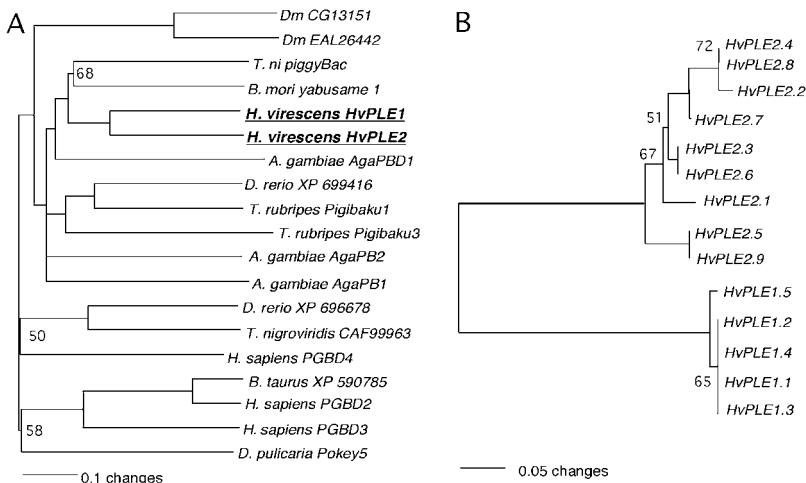 A
Dm CG13151
Dm EAL26442
T. ni piggyBac
68
B. mori yabusame 1
H. virescens HvPLE1
H. virescens HvPLE2
A. gambiae AgaPBD1
D. rerio XP 699416
T. rubripes Pigibaku1
T. rubripes Pigibaku3
A. gambiae AgaPB2
A. gambiae AgaPB1
D. rerio XP 696678
T. nigroviridis CAF99963
50
H. sapiens PGBD4
B. taurus XP 590785
H. sapiens PGBD2
58
H. sapiens PGBD3
D. pulicaria Pokey5
0.1 changes
B
72
HvPLE2.4
HvPLE2.8
HvPLE2.2
51
HvPLE2.7
67
HvPLE2.3
HvPLE2.6
HvPLE2.1
HvPLE2.5
HvPLE2.9
HvPLE1.5
HvPLE1.2
HvPLE1.4
65
HvPLE1.1
HvPLE1.3
0.05 changes